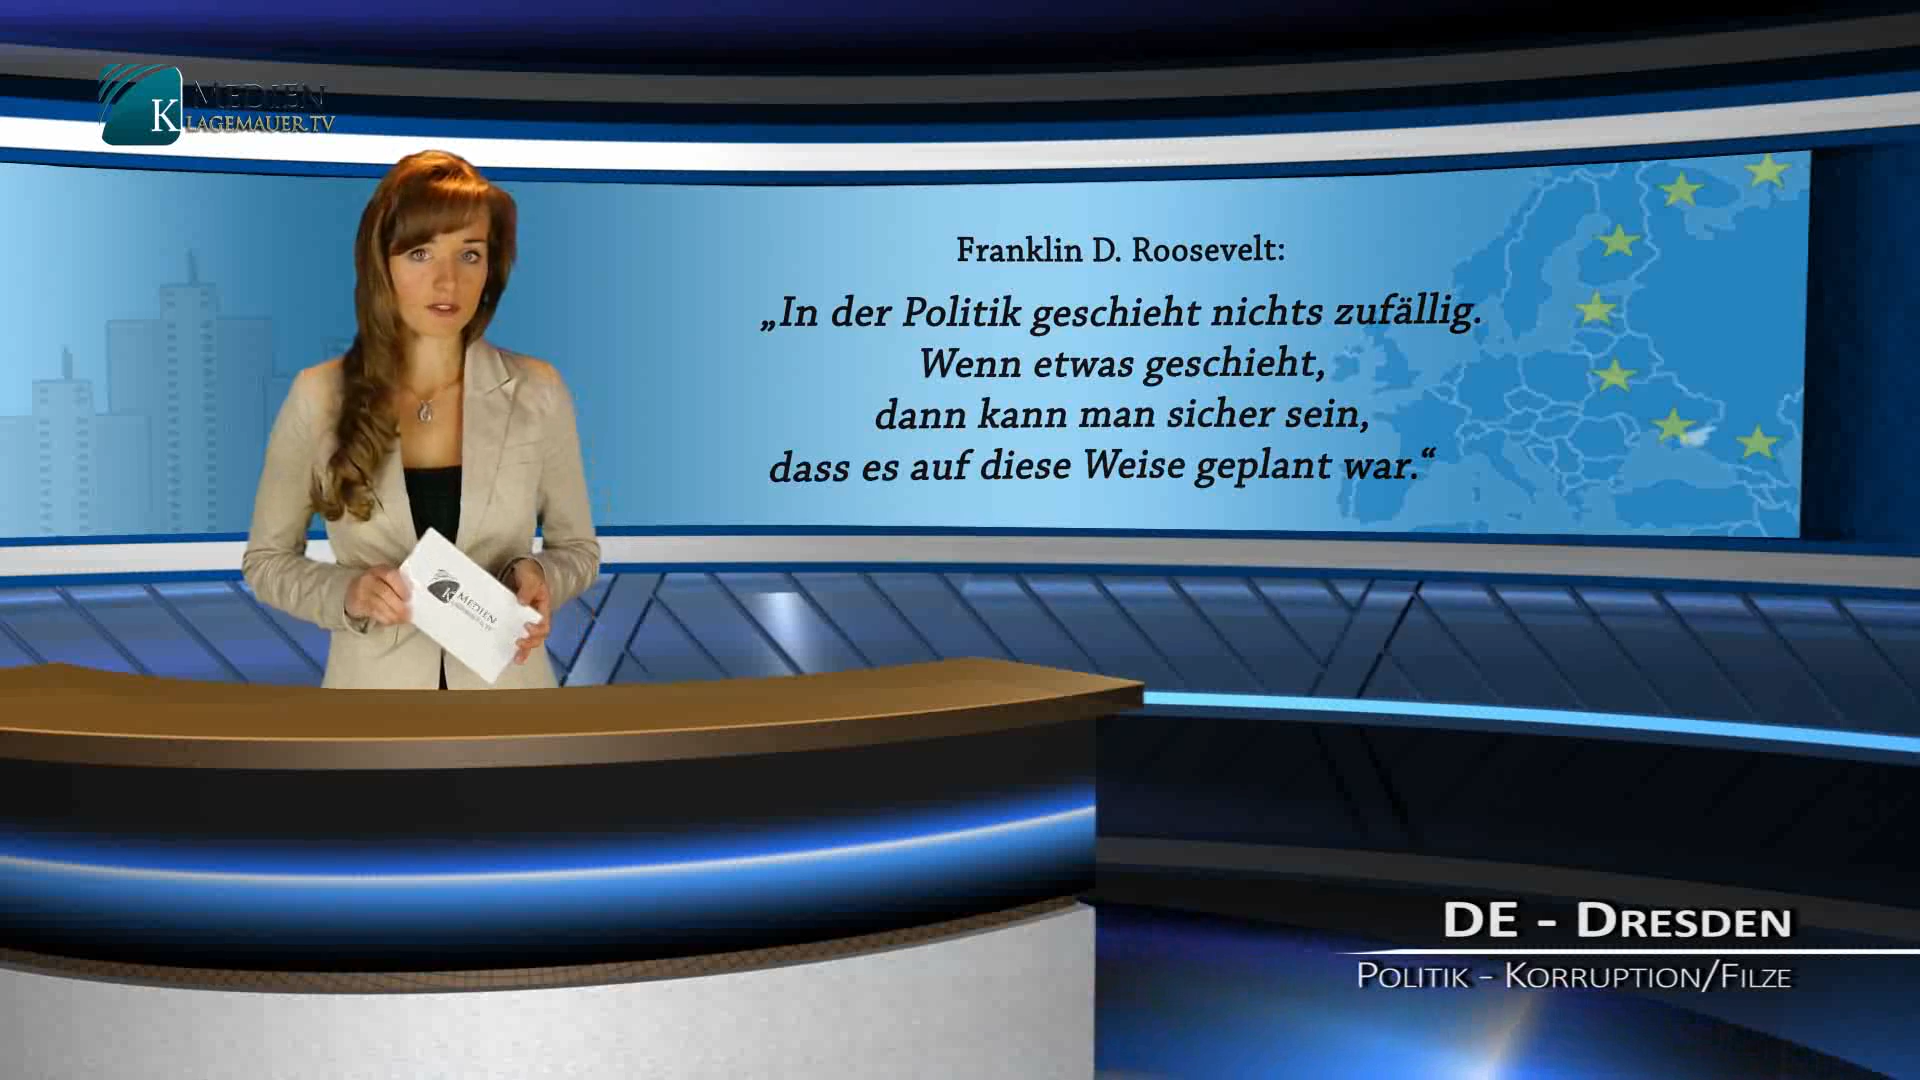 MEDIEN
KLAGEMAUER.TV
Franklin D. Roosevelt:
„In der Politik geschieht nichts zufällig.
Wenn etwas geschieht,
dann kann man sicher sein,
dass es auf diese Weise geplant war.“
K MEDIEN
DE - DRESDEN
POLITIK - KORRUPTION/FILZE